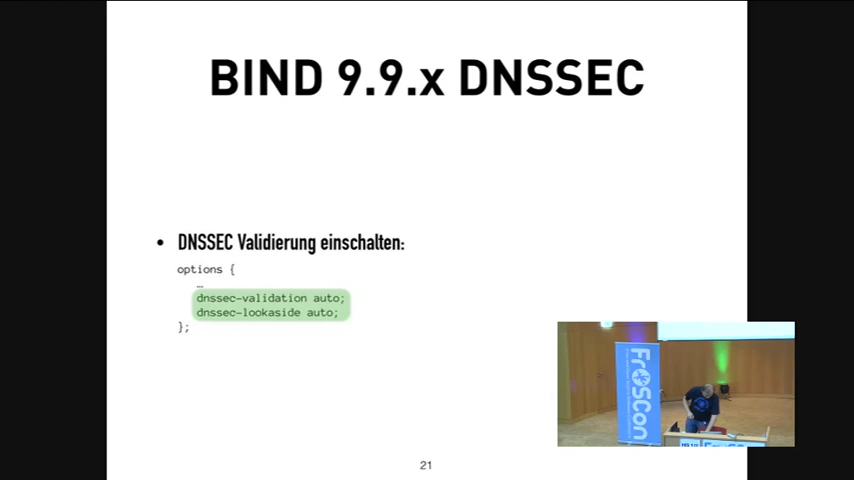 BIND 9.9.x DNSSEC
• DNSSEC Validierung einschalten:
options {
…
dnssec-validation auto;
dnssec-lookaside auto;
};
FrOSCon
21